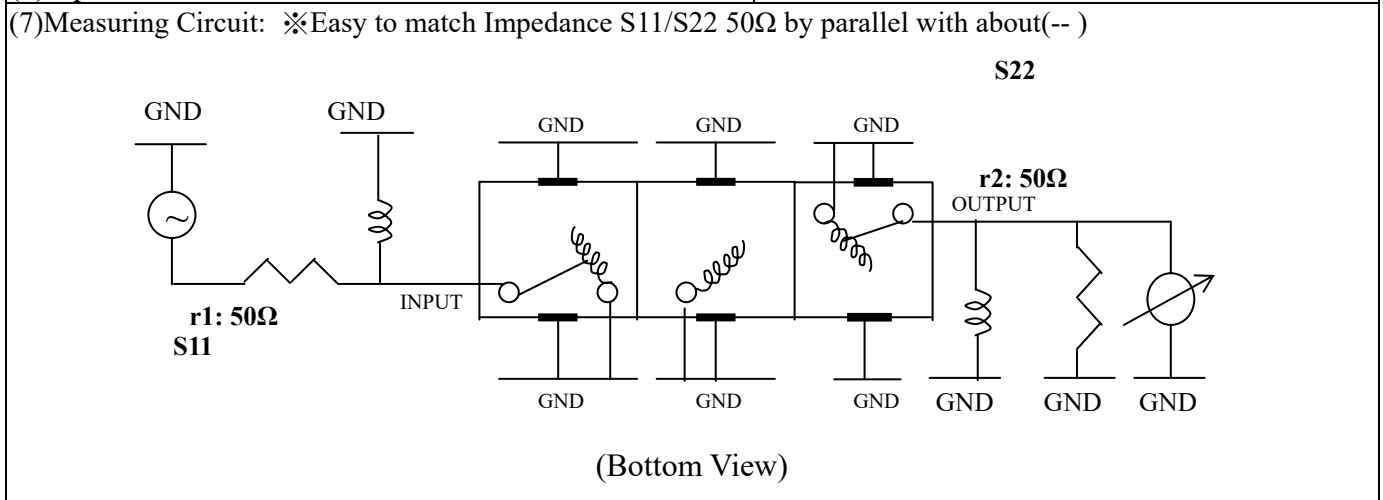 (7)Measuring Circuit: ※Easy to match Impedance S11/S22 50Ω by parallel with about(-- )
S22
GND
GND
GND
GND
GND
r2: 50Ω
OUTPUT
~
INPUT
r1: 50Ω
S11
GND
GND
GND
GND
GND
GND
(Bottom View)